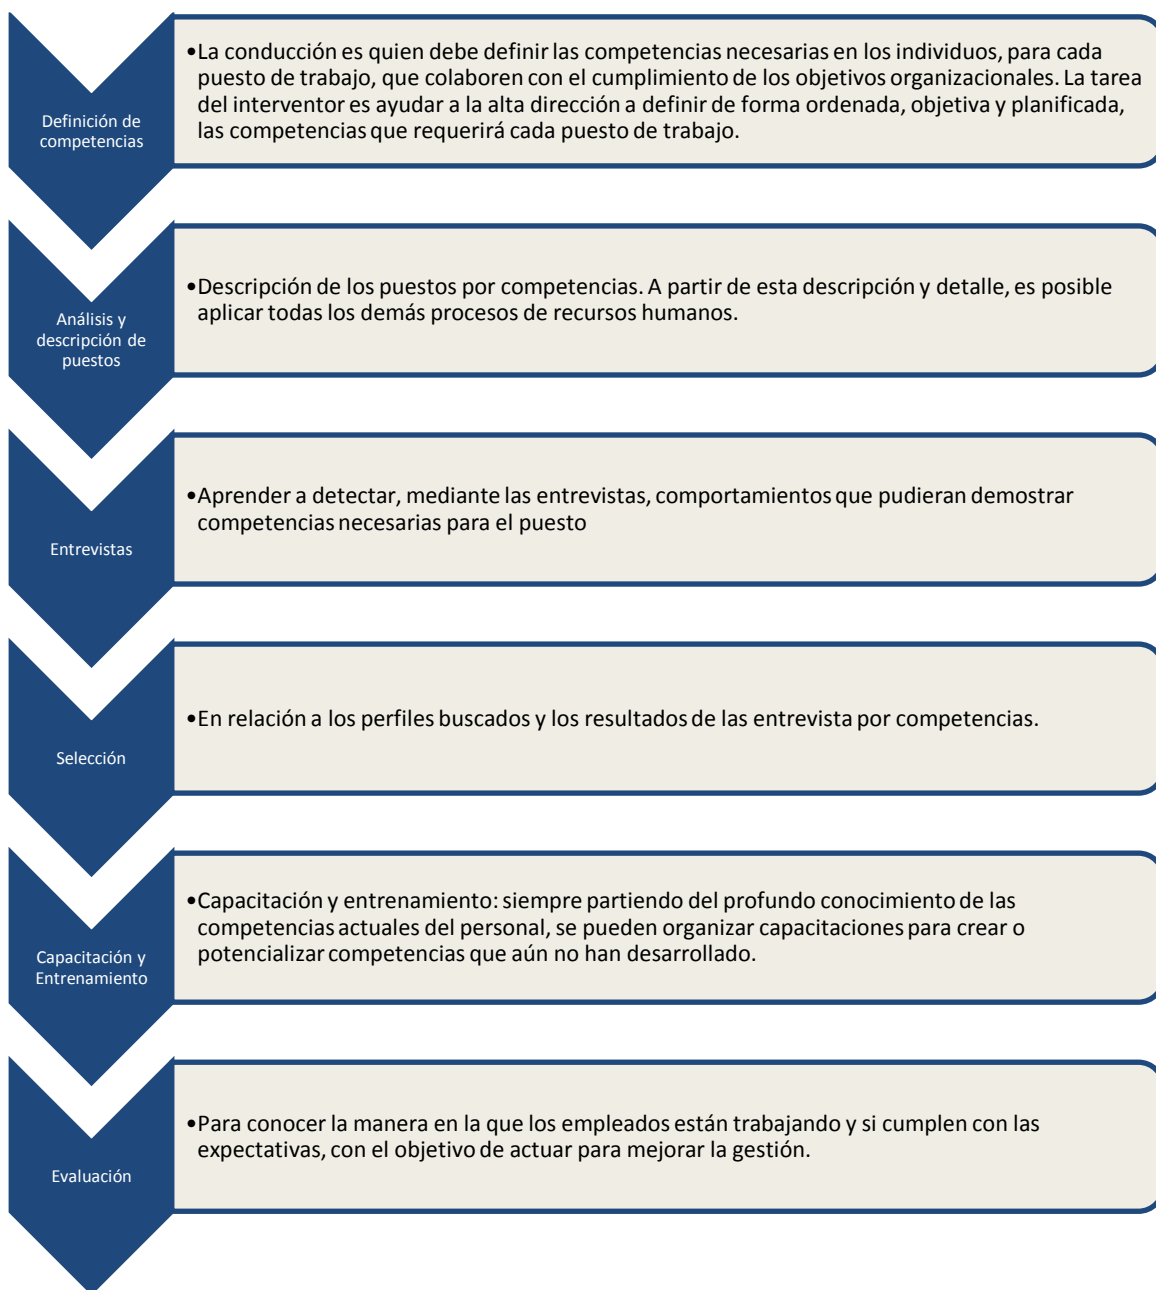 Definición de
competencias
•La conducción es quien debe definir las competencias necesarias en los individuos, para cada
puesto de trabajo, que colaboren con el cumplimiento de los objetivos organizacionales. La tarea
del interventor es ayudar a la alta dirección a definir de forma ordenada, objetiva y planificada,
las competencias que requerirá cada puesto de trabajo.
Análisis y
descripción de
puestos
•Descripción de los puestos por competencias. A partir de esta descripción y detalle, es posible
aplicar todas los demás procesos de recursos humanos.
Entrevistas
•Aprender a detectar, mediante las entrevistas, comportamientos que pudieran demostrar
competencias necesarias para el puesto
Selección
•En relación a los perfiles buscados y los resultados de las entrevista por competencias.
Capacitación y
Entrenamiento
•Capacitación y entrenamiento: siempre partiendo del profundo conocimiento de las
competencias actuales del personal, se pueden organizar capacitaciones para crear o
potencializar competencias que aún no han desarrollado.
Evaluación
•Para conocer la manera en la que los empleados están trabajando y si cumplen con las
expectativas, con el objetivo de actuar para mejorar la gestión.